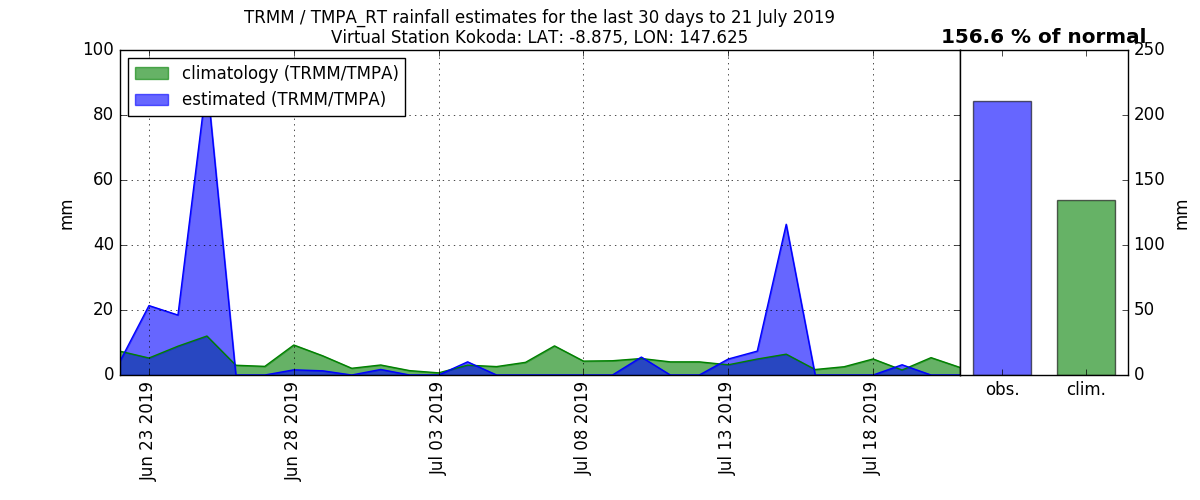 TRMM / TMPA_RT rainfall estimates for the last 30 days to 21 July 2019
Virtual Station Kokoda: LAT: -8.875, LON: 147.625
156.6 % of normal
climatology (TRMM/TMPA)
estimated (TRMM/TMPA)
100
80
60
40
20
0
mm
Jun 23 2019
Jun 28 2019
Jul 03 2019
Jul 08 2019
Jul 13 2019
Jul 18 2019
250
200
150
100
50
0
mm
obs.
clim.